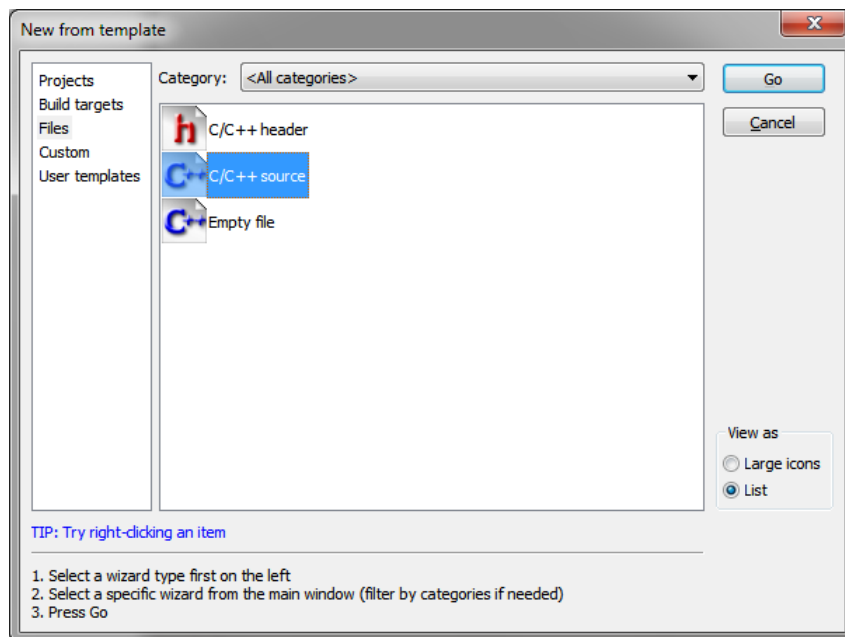 New from template
Projects
Build targets
Files
Custom
User templates
Category: <All categories>
C/C++ header
C/C++ source
Empty file
Go
Cancel
View as
Large icons
List
TIP: Try right-clicking an item
1. Select a wizard type first on the left
2. Select a specific wizard from the main window (filter by categories if needed)
3. Press Go